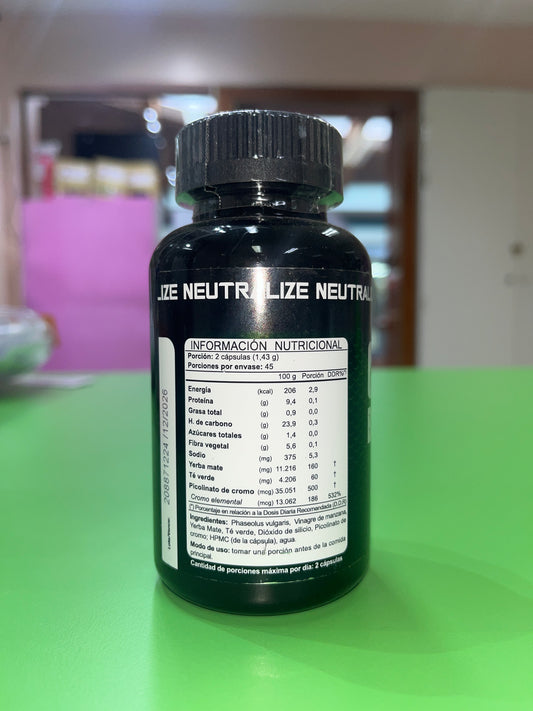 LIZE NEUTRALIZE NEUTRAL
INFORMACIÓN NUTRICIONAL
Porción: 2 cápsulas (1,43 g)
Porciones por envase: 45
100 g Porción DDR%(*)
Energía (kcal) 206 2,9
Proteína (g) 9,4 0,1
Grasa total (g) 0,9 0,0
H. de carbono (g) 23,9 0,3
Azúcares totales (g) 1,4 0,0
Fibra vegetal (g) 5,6 0,1
Sodio (mg) 375 5,3
Yerba mate (mg) 11.216 160 †
Té verde (mg) 4.206 60 †
Picolinato de cromo (mcg) 35.051 500 †
Cromo elemental (mcg) 13.062 186 532%
(*) Porcentaje en relación a la Dosis Diaria Recomendada (D.D.R)
Ingredientes: Phaseolus vulgaris, Vinagre de manzana,
Yerba Mate, Té verde, Dióxido de silicio, Picolinato de
cromo; HPMC (de la cápsula), agua.
Modo de uso: tomar una porción antes de la comida
principal.
Cantidad de porciones máxima por día: 2 cápsulas
208871224 /12/2026